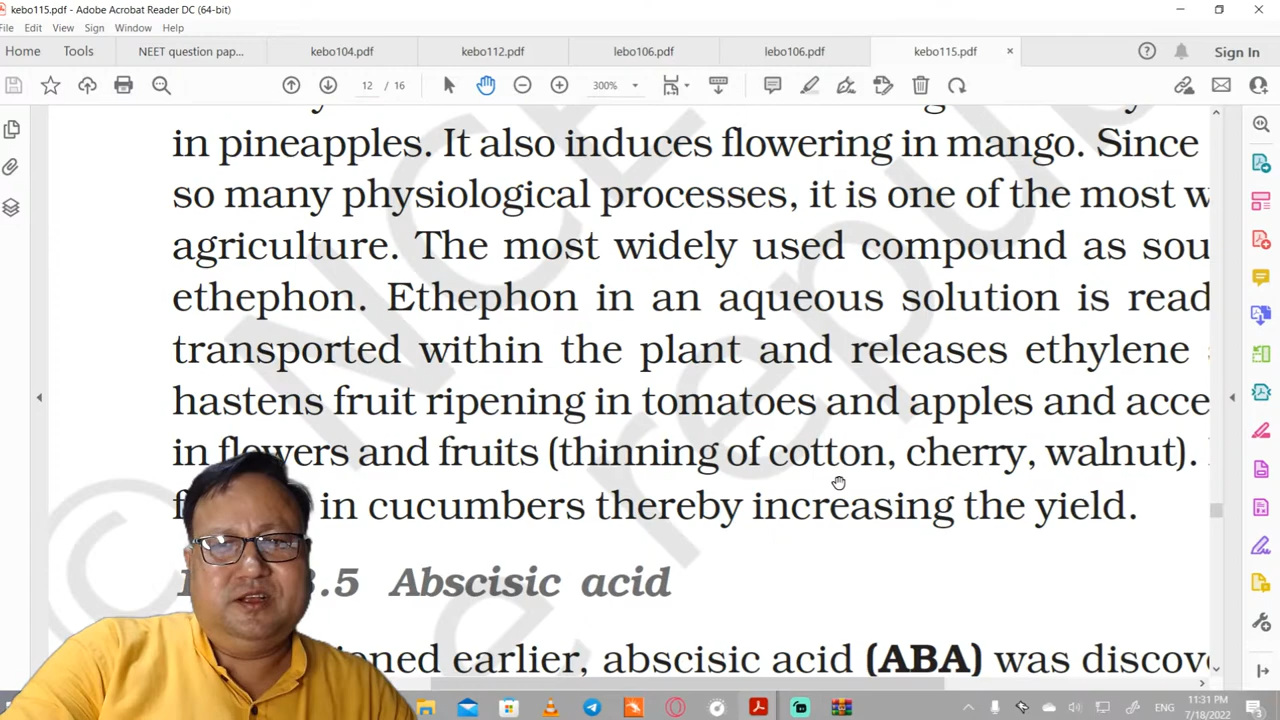 kebo115.pdf - Adobe Acrobat Reader DC (64-bit)
File Edit View Sign Window Help
Home Tools NEET question pap... kebo104.pdf kebo112.pdf lebo106.pdf lebo106.pdf kebo115.pdf × Sign In
12 / 16 300%
in pineapples. It also induces flowering in mango. Since
so many physiological processes, it is one of the most w
agriculture. The most widely used compound as sou
ethephon. Ethephon in an aqueous solution is read
transported within the plant and releases ethylene
hastens fruit ripening in tomatoes and apples and acce
in flowers and fruits (thinning of cotton, cherry, walnut).
in cucumbers thereby increasing the yield.
.5 Abscisic acid
ned earlier, abscisic acid (ABA) was discove
ENG 11:31 PM
7/18/2022